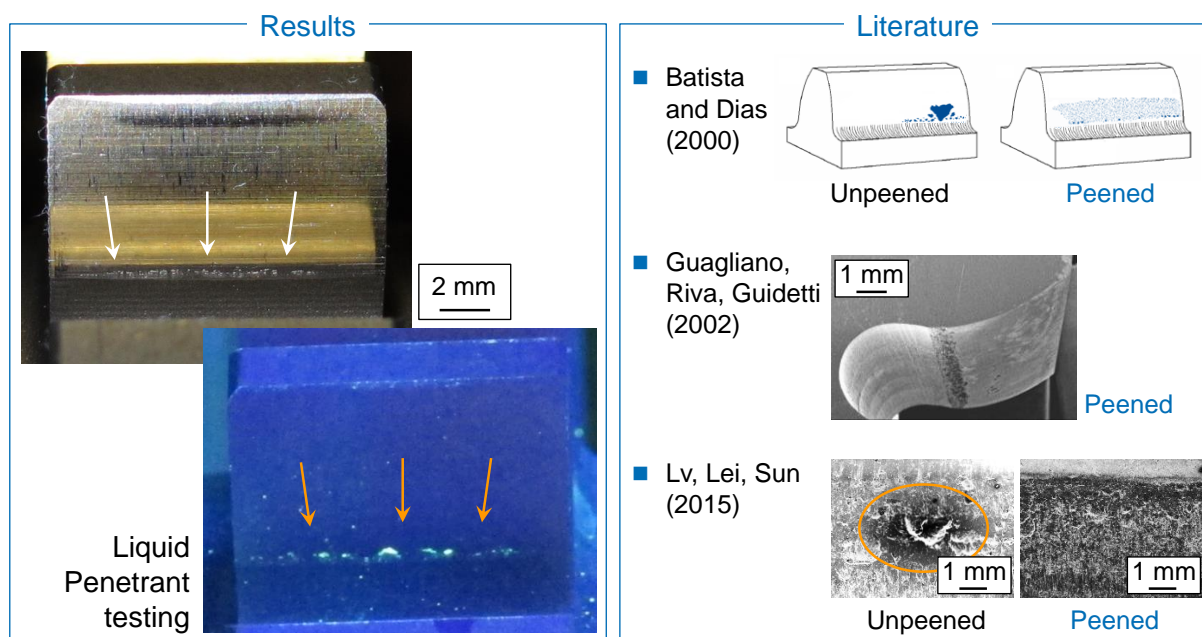 Results
2 mm
Liquid
Penetrant
testing
Literature
Batista
and Dias
(2000)
Unpeened
Peened
Guagliano,
Riva, Guidetti
(2002)
1 mm
Peened
Lv, Lei, Sun
(2015)
1 mm
1 mm
Unpeened
Peened